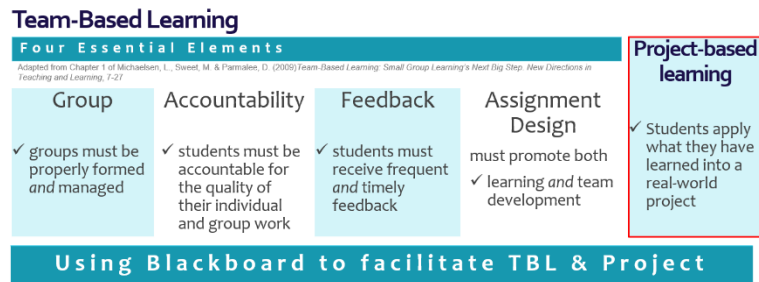 Team-Based Learning
Four Essential Elements
Adapted from Chapter 1 of Michaelsen, L., Sweet, M. & Parmalee, D. (2009)Team-Based Learning: Small Group Learning's Next Big Step. New Directions in
Teaching and Learning, 7-27
Group
✓ groups must be
properly formed
and managed
Accountability
✓ students must be
accountable for
the quality of
their individual
and group work
Feedback
✓ students must
receive frequent
and timely
feedback
Assignment
Design
must promote both
✓ learning and team
development
Project-based
learning
✓ Students apply
what they have
learned into a
real-world
project
Using Blackboard to facilitate TBL & Project